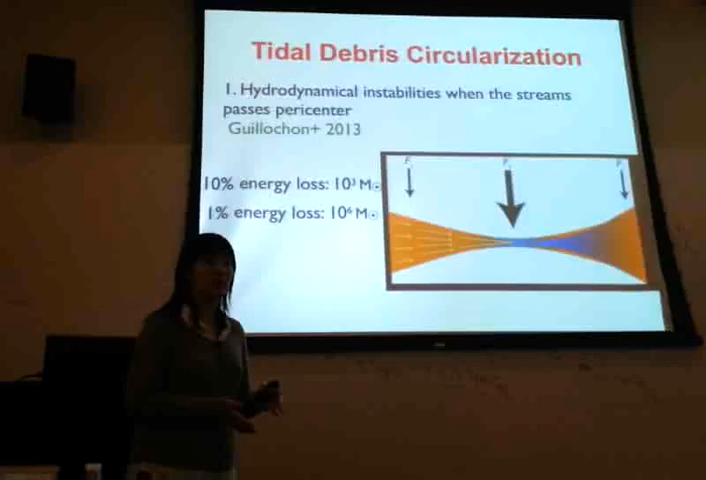 Tidal Debris Circularization
1. Hydrodynamical instabilities when the streams
passes pericenter
Guillochon+ 2013
10% energy loss: 10³ M☉
1% energy loss: 10⁶ M☉